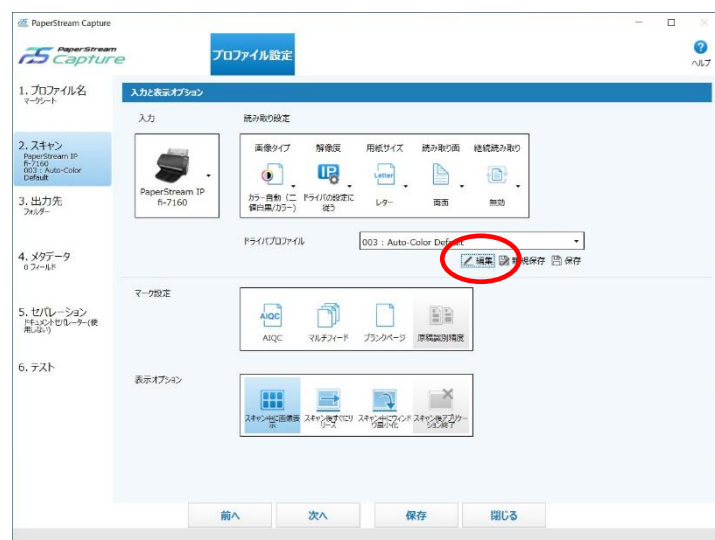 PaperStream Capture
PaperStream
Capture
プロファイル設定
ヘルプ
1. プロファイル名
マークシート
2. スキャン
PaperStream IP
fi-7160
003 : Auto-Color
Default
3. 出力先
フォルダー
4. メタデータ
0 フィールド
5. セパレーション
ドキュメントセパレーター(使
用しない)
6. テスト
入力と表示オプション
入力
読み取り設定
画像タイプ 解像度 用紙サイズ 読み取り面 継続読み取り
IP
Letter
PaperStream IP
fi-7160
カラー自動 (二
値白黒/カラー)
ドライバの設定に
従う
レター
両面
無効
ドライバプロファイル
003 : Auto-Color Default
編集 新規保存 保存
マーク設定
AIQC
AIQC マルチフィード ブランクページ 原稿識別精度
表示オプション
スキャン中に画像表
示
スキャン後すぐにリ
リース
スキャン中にウィンド
ウ最小化
スキャン後アプリケー
ション終了
前へ 次へ 保存 閉じる